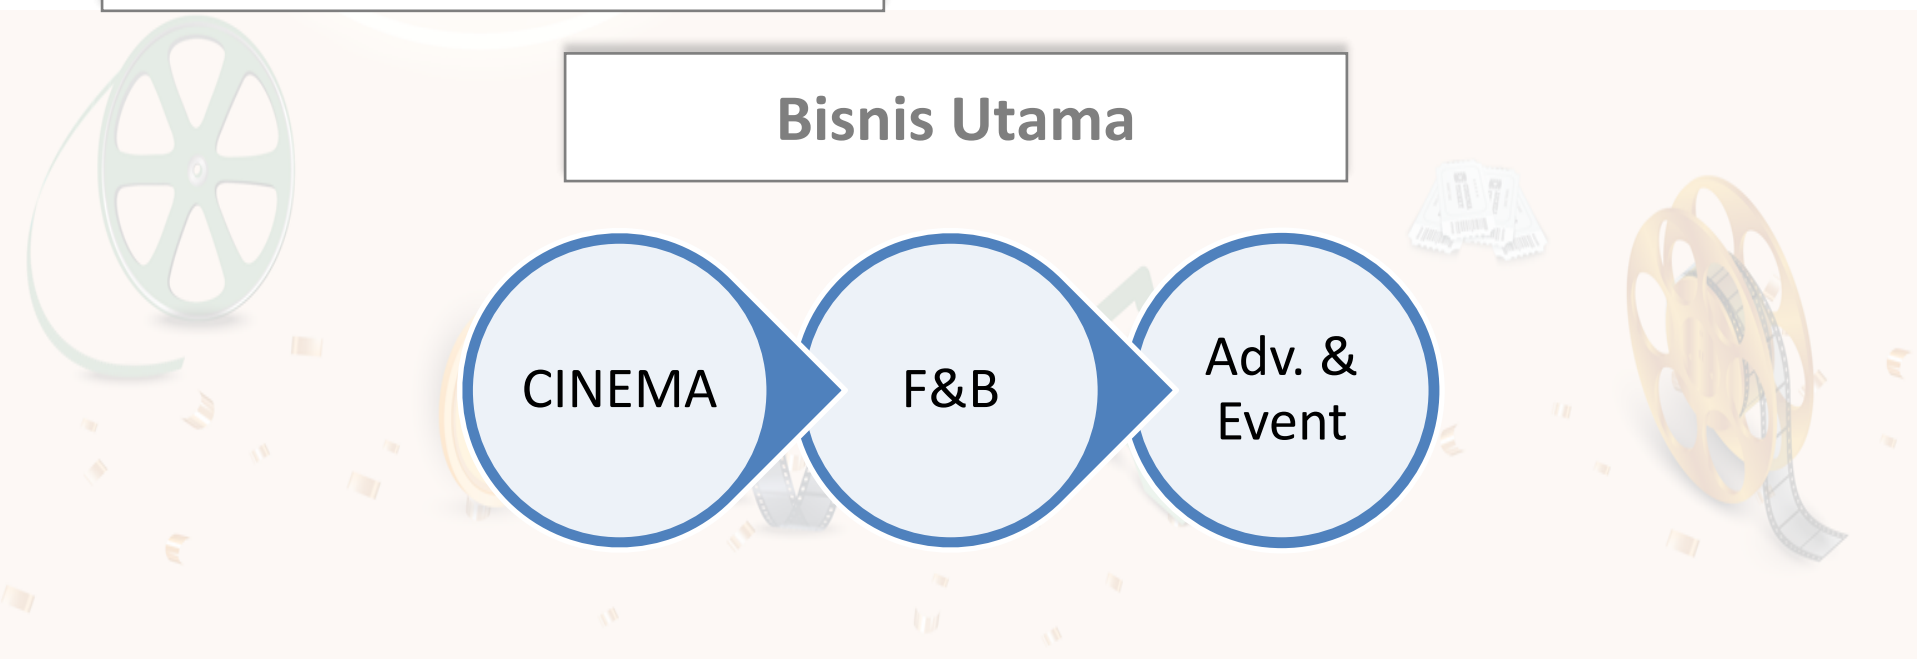 Bisnis Utama
CINEMA
F&B
Adv. &
Event